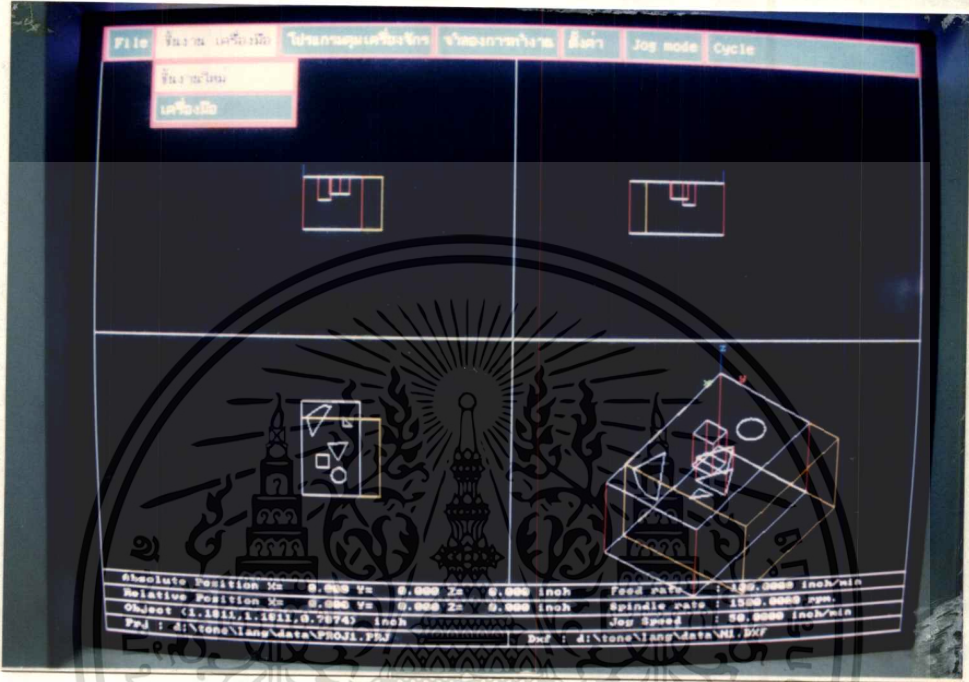 File ชิ้นงาน เครื่องมือ โปรแกรมคุมเครื่องจักร จำลองการทำงาน ตั้งค่า Jog mode Cycle
ชิ้นงานใหม่
เครื่องมือ
Absolute Position X= 0.000 Y= 0.000 Z= 0.000 inch Feed rate : 100.0000 inch/min
Relative Position X= 0.000 Y= 0.000 Z= 0.000 inch Spindle rate : 1500.0000 rpm
Object (1.1811,1.1811,0.7874) inch Jog Speed : 50.0000 inch/min
Prj : d:\tone\lang\data\PROJ1.PRJ Dxf : d:\tone\lang\data\M1.DXF